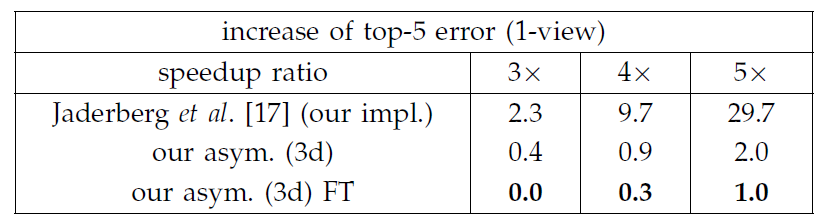 increase of top-5 error (1-view)
speedup ratio 3× 4× 5×
Jaderberg et al. [17] (our impl.) 2.3 9.7 29.7
our asym. (3d) 0.4 0.9 2.0
our asym. (3d) FT 0.0 0.3 1.0